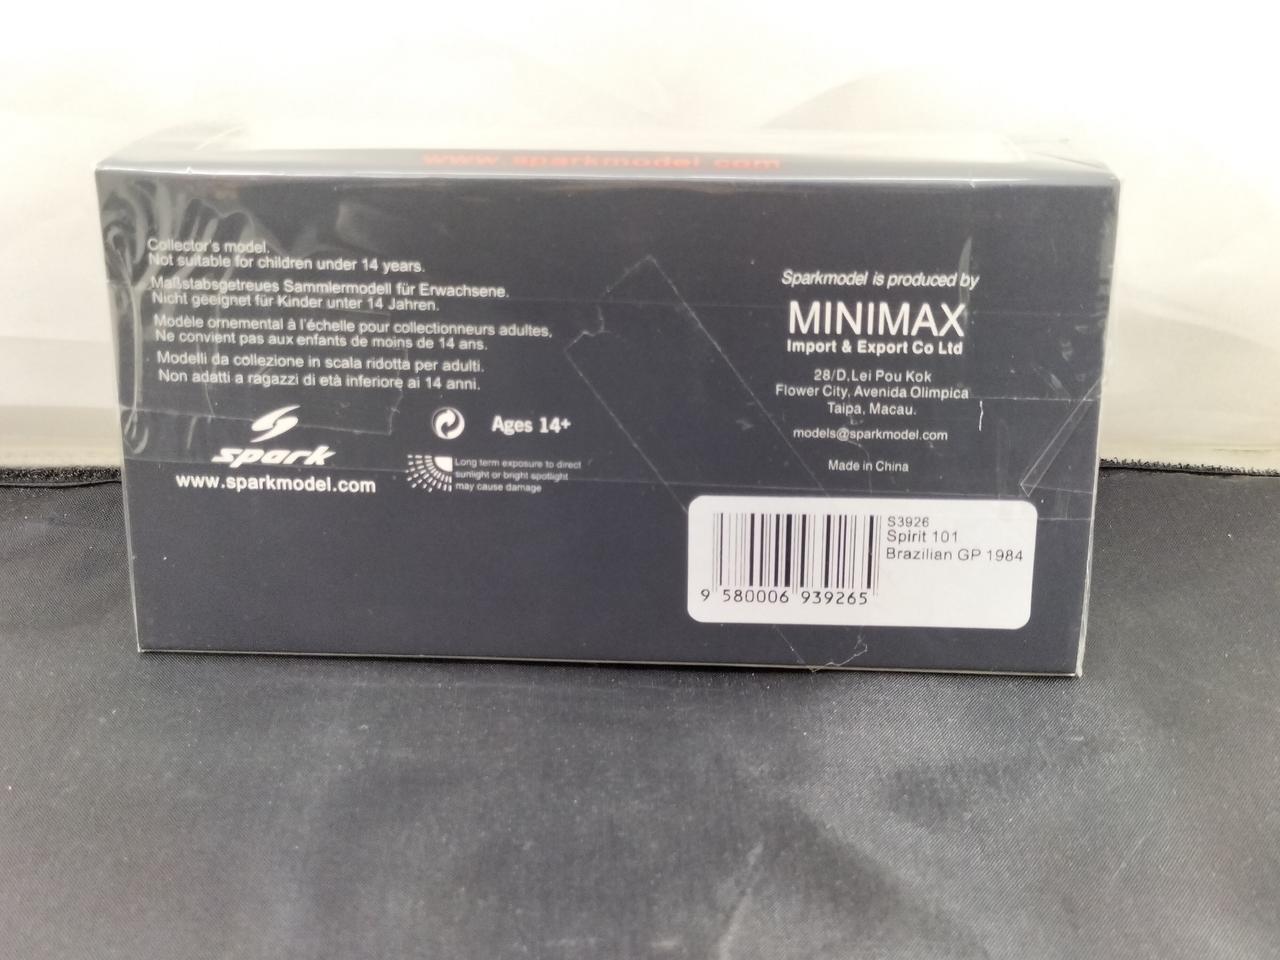 www.sparkmodel.com
Collector's model.
Not suitable for children under 14 years.
Maßstabsgetreues Sammlermodell für Erwachsene.
Nicht geeignet für Kinder unter 14 Jahren.
Modèle ornemental à l'échelle pour collectionneurs adultes,
Ne convient pas aux enfants de moins de 14 ans.
Modelli da collezione in scala ridotta per adulti.
Non adatti a ragazzi di età inferiore ai 14 anni.
spark
www.sparkmodel.com
Ages 14+
Long term exposure to direct
sunlight or bright spotlight
may cause damage
Sparkmodel is produced by
MINIMAX
Import & Export Co Ltd
28/D,Lei Pou Kok
Flower City, Avenida Olimpica
Taipa, Macau.
models@sparkmodel.com
Made in China
S3926
Spirit 101
Brazilian GP 1984
9 580006 939265